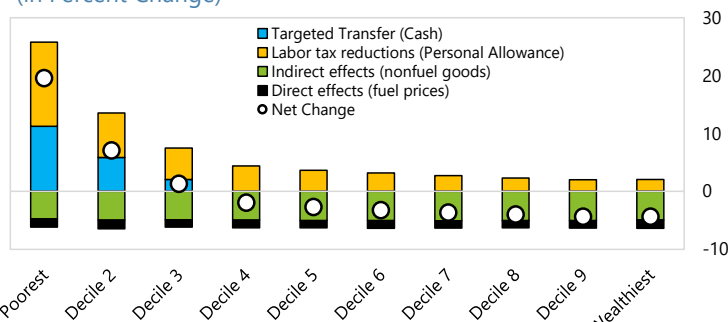 (in Percent Change)
Targeted Transfer (Cash)
Labor tax reductions (Personal Allowance)
Indirect effects (nonfuel goods)
Direct effects (fuel prices)
Net Change
30
20
10
0
-10
Poorest
Decile 2
Decile 3
Decile 4
Decile 5
Decile 6
Decile 7
Decile 8
Decile 9